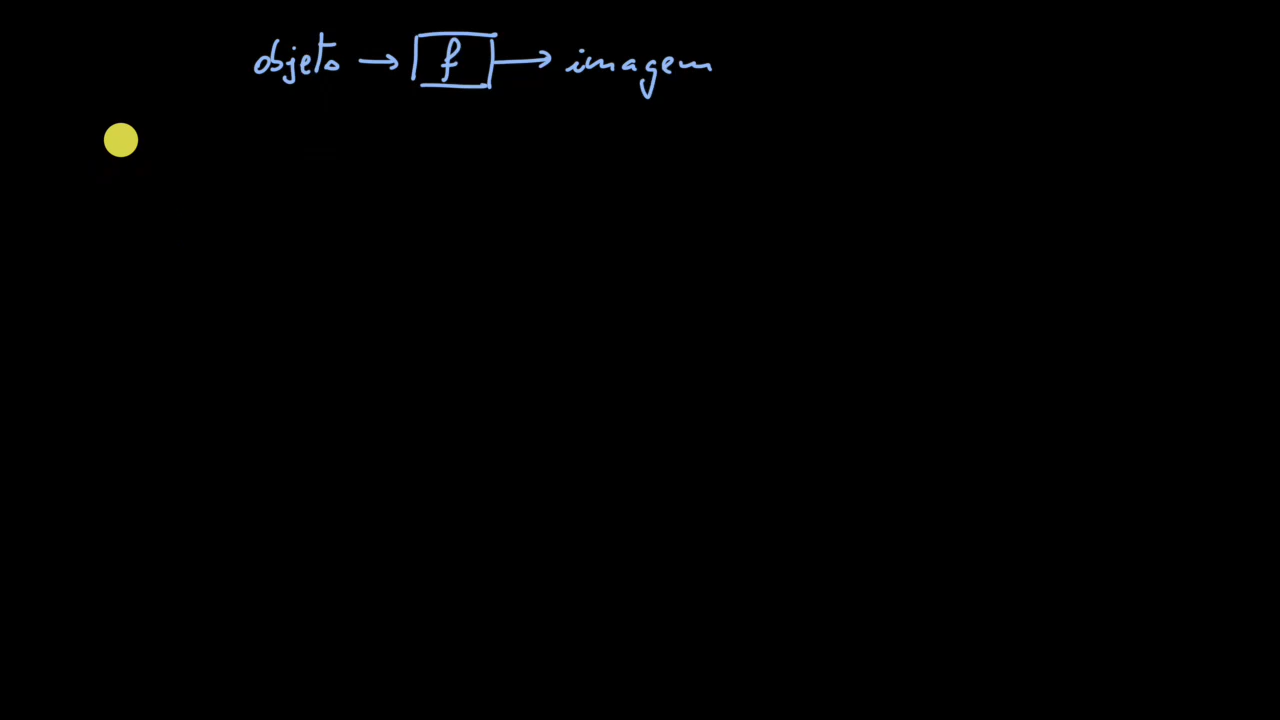 objeto → f → imagem